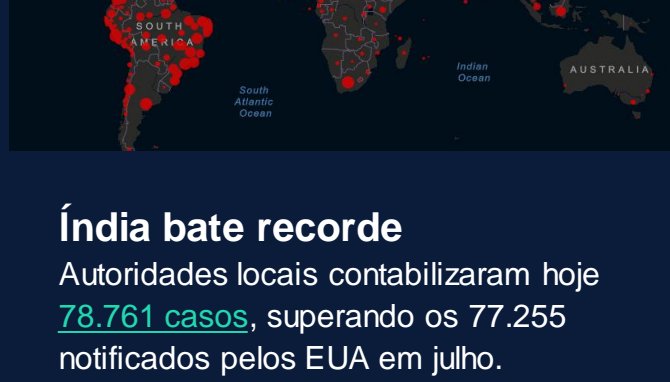 SOUTH
AMERICA
Indian
Ocean
AUSTRALIA
South
Atlantic
Ocean
Índia bate recorde
Autoridades locais contabilizaram hoje
78.761 casos, superando os 77.255
notificados pelos EUA em julho.